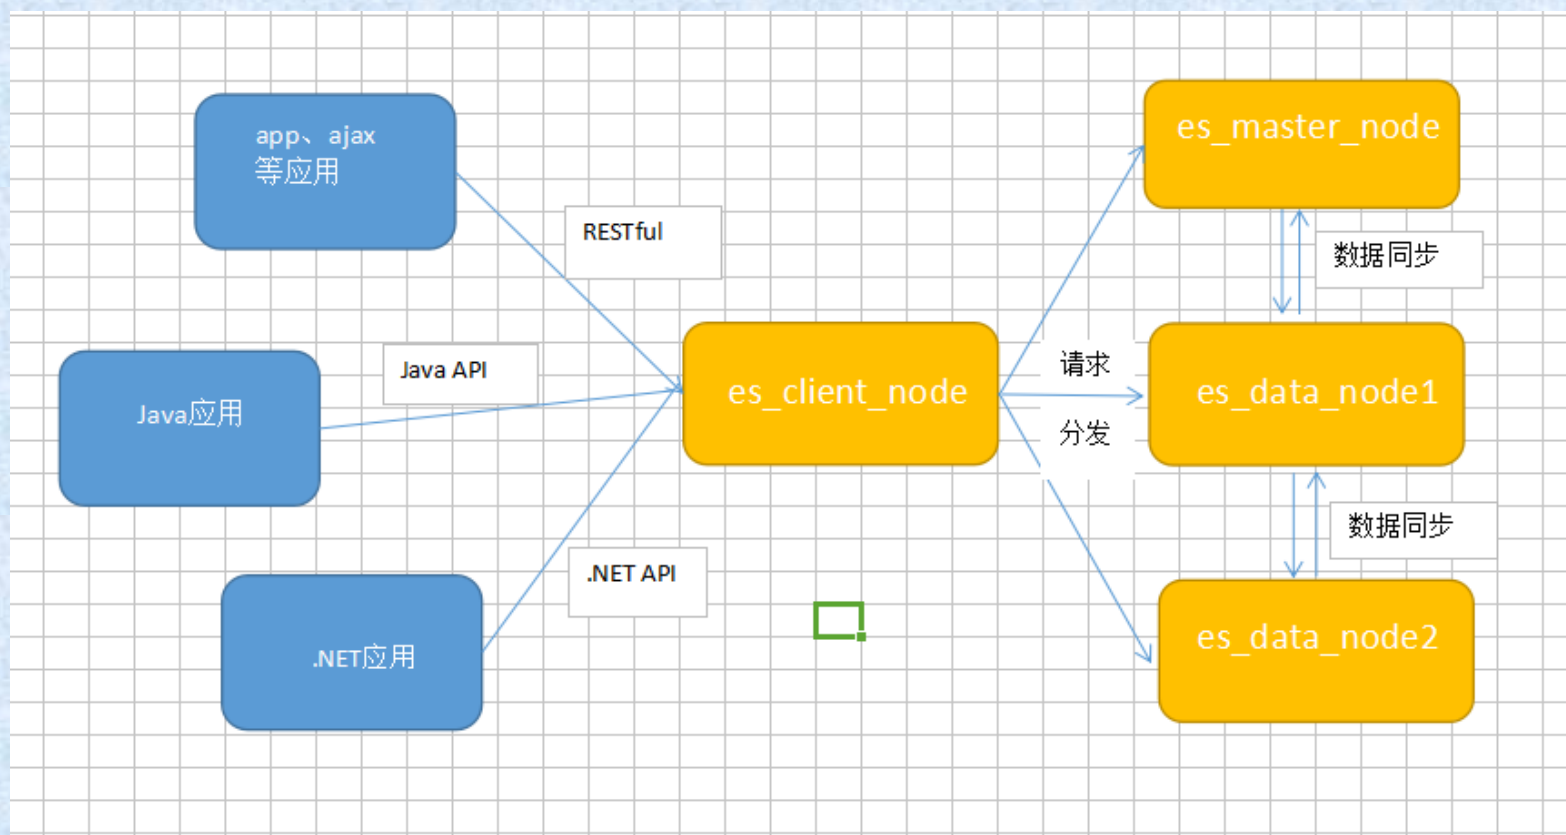 app、ajax
等应用
RESTful
Java API
Java应用
.NET API
.NET应用
es_client_node
请求
分发
es_master_node
数据同步
es_data_node1
数据同步
es_data_node2